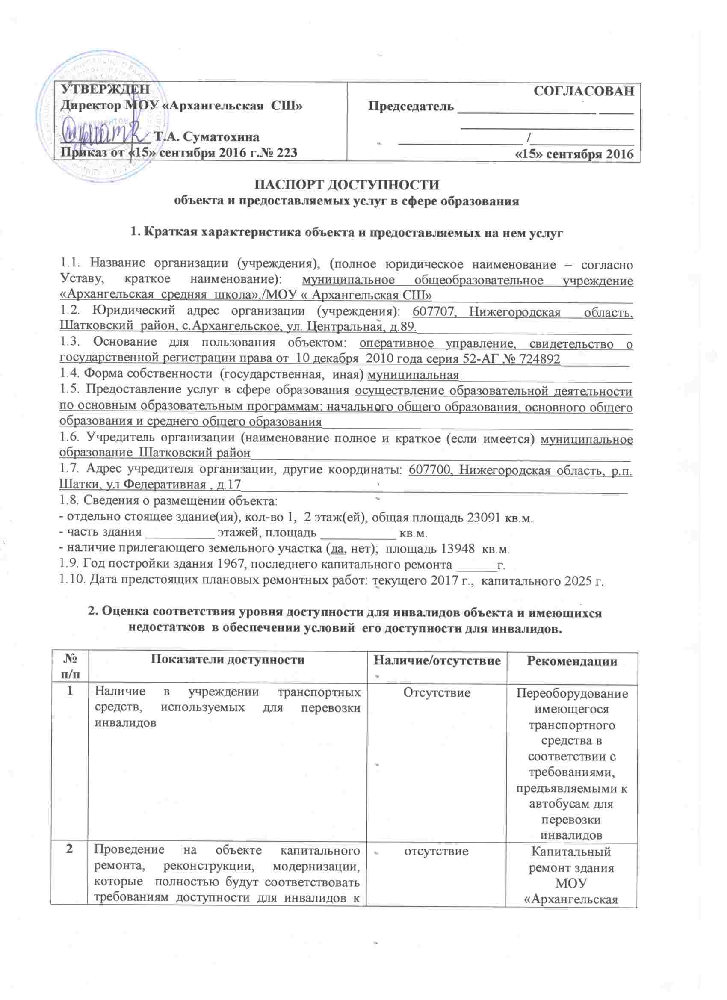 УТВЕРЖДЕН
Директор МОУ «Архангельская СШ»
Т.А. Суматохина
Приказ от «15» сентября 2016 г.№ 223
СОГЛАСОВАН
Председатель ____________________ _____
_________________________
__________________ /_______________
«15» сентября 2016
ПАСПОРТ ДОСТУПНОСТИ
объекта и предоставляемых услуг в сфере образования
1. Краткая характеристика объекта и предоставляемых на нем услуг
1.1. Название организации (учреждения), (полное юридическое наименование – согласно
Уставу, краткое наименование): муниципальное общеобразовательное учреждение
«Архангельская средняя школа»,/МОУ « Архангельская СШ»
1.2. Юридический адрес организации (учреждения): 607707, Нижегородская область,
Шатковский район, с.Архангельское, ул. Центральная, д.89.
1.3. Основание для пользования объектом: оперативное управление, свидетельство о
государственной регистрации права от 10 декабря 2010 года серия 52-АГ № 724892
1.4. Форма собственности (государственная, иная) муниципальная
1.5. Предоставление услуг в сфере образования осуществление образовательной деятельности
по основным образовательным программам: начального общего образования, основного общего
образования и среднего общего образования
1.6. Учредитель организации (наименование полное и краткое (если имеется) муниципальное
образование Шатковский район
1.7. Адрес учредителя организации, другие координаты: 607700, Нижегородская область, р.п.
Шатки, ул Федеративная , д.17
1.8. Сведения о размещении объекта:
- отдельно стоящее здание(ия), кол-во 1, 2 этаж(ей), общая площадь 23091 кв.м.
- часть здания __________ этажей, площадь ___________ кв.м.
- наличие прилегающего земельного участка (да, нет); площадь 13948 кв.м.
1.9. Год постройки здания 1967, последнего капитального ремонта ______г.
1.10. Дата предстоящих плановых ремонтных работ: текущего 2017 г., капитального 2025 г.
2. Оценка соответствия уровня доступности для инвалидов объекта и имеющихся
недостатков в обеспечении условий его доступности для инвалидов.
№
п/п
Показатели доступности
Наличие/отсутствие
Рекомендации
1
Наличие в учреждении транспортных
средств, используемых для перевозки
инвалидов
Отсутствие
Переоборудование
имеющегося
транспортного
средства в
соответствии с
требованиями,
предъявляемыми к
автобусам для
перевозки
инвалидов
2
Проведение на объекте капитального
ремонта, реконструкции, модернизации,
которые полностью будут соответствовать
требованиям доступности для инвалидов к
отсутствие
Капитальный
ремонт здания
МОУ
«Архангельская